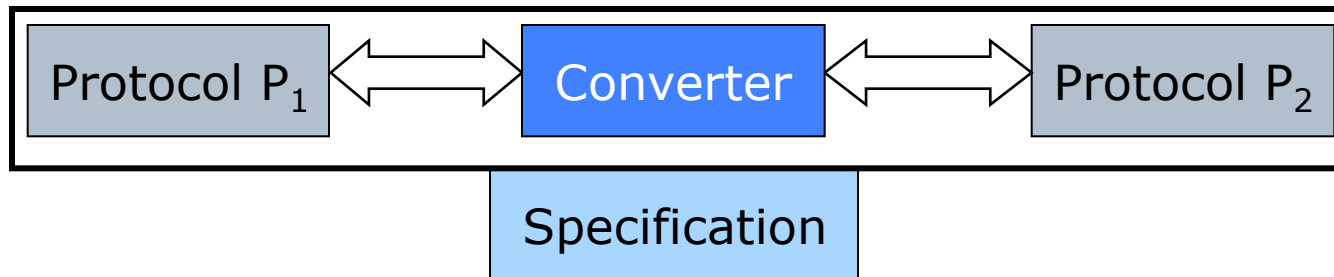 Protocol P₁ Converter Protocol P₂
Specification